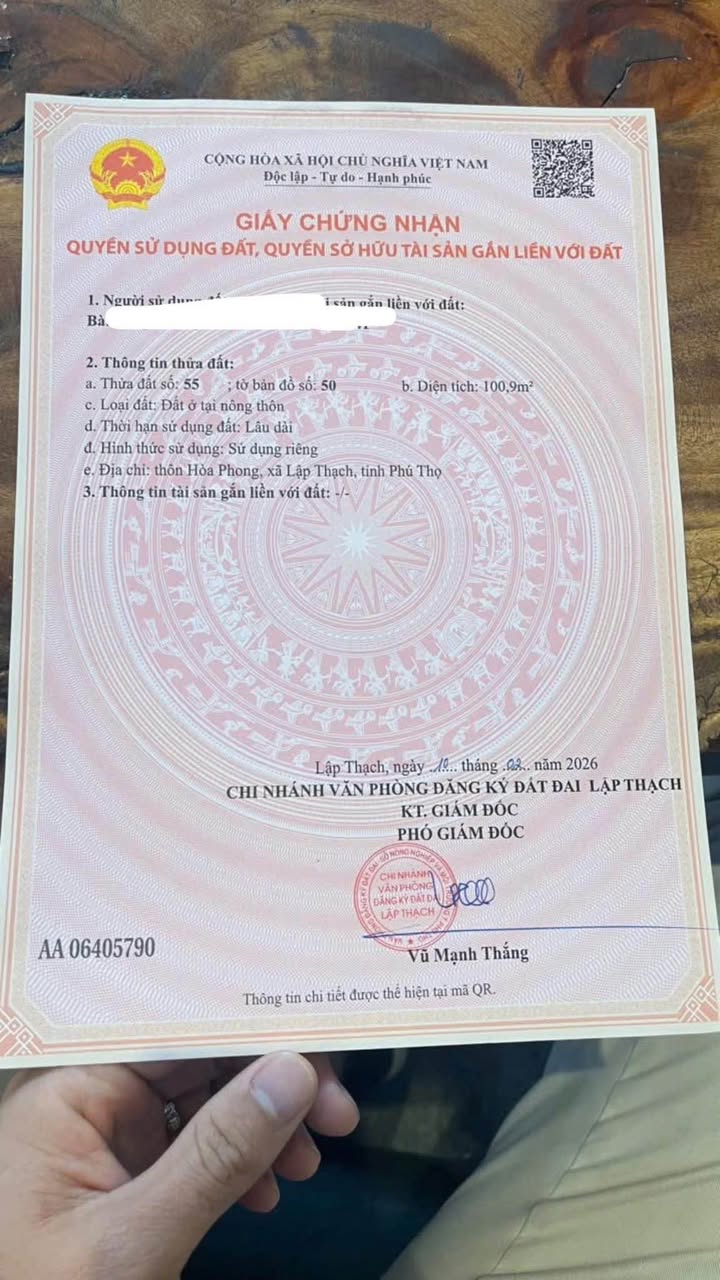 CỘNG HÒA XÃ HỘI CHỦ NGHĨA VIỆT NAM
Độc lập - Tự do - Hạnh phúc
GIẤY CHỨNG NHẬN
QUYỀN SỬ DỤNG ĐẤT, QUYỀN SỞ HỮU TÀI SẢN GẮN LIỀN VỚI ĐẤT
1. Người sử sản gắn liền với đất:
Bà
2. Thông tin thửa đất:
a. Thửa đất số: 55 ; tờ bản đồ số: 50 b. Diện tích: 100,9m²
c. Loại đất: Đất ở tại nông thôn
d. Thời hạn sử dụng đất: Lâu dài
đ. Hình thức sử dụng: Sử dụng riêng
e. Địa chỉ: thôn Hòa Phong, xã Lập Thạch, tỉnh Phú Thọ
3. Thông tin tài sản gắn liền với đất: -/-
Lập Thạch, ngày tháng năm 2026
CHI NHÁNH VĂN PHÒNG ĐĂNG KÝ ĐẤT ĐAI LẬP THẠCH
KT. GIÁM ĐỐC
PHÓ GIÁM ĐỐC
CHI NHÁNH
VĂN PHÒNG
ĐĂNG KÝ ĐẤT
LẬP THẠCH
Vũ Mạnh Thắng
AA 06405790
Thông tin chi tiết được thể hiện tại mã QR.